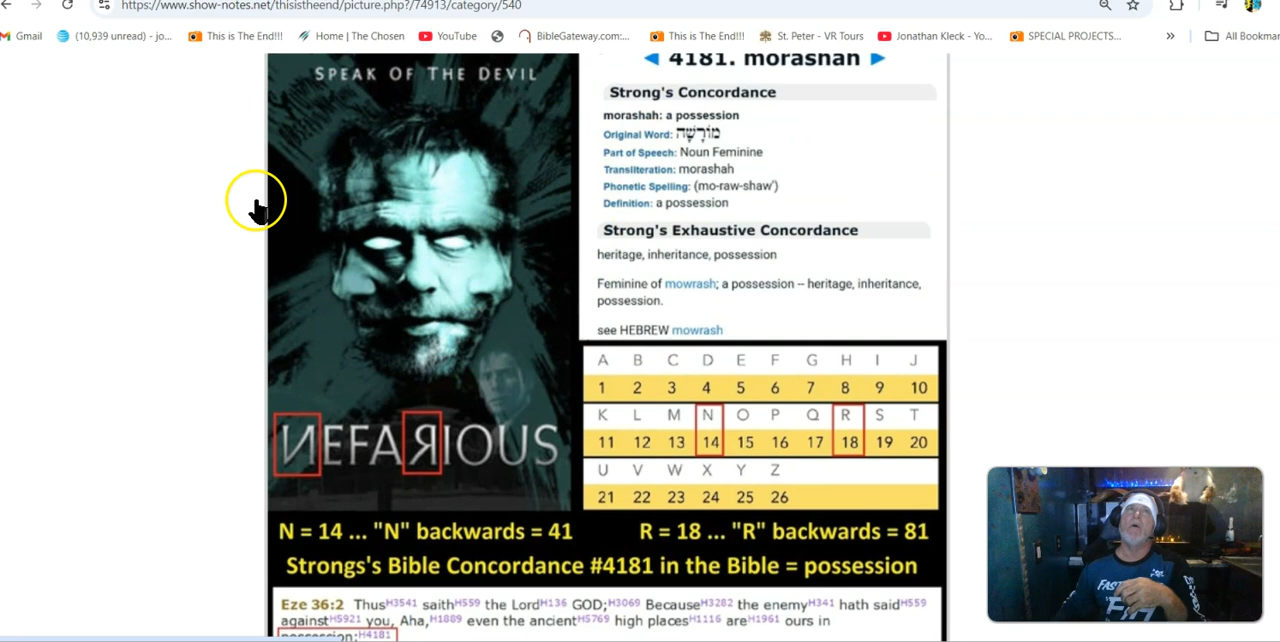 https://www.show-notes.net/thisistheend/picture.php?/74913/category/540
Gmail
(10,939 unread) - jo...
This is The End!!!
Home | The Chosen
YouTube
BibleGateway.com:...
This is The End!!!
St. Peter - VR Tours
Jonathan Kleck - Yo...
SPECIAL PROJECTS...
»
All Bookmar
SPEAK OF THE DEVIL
ИEFAЯIOUS
4181. morashah
Strong's Concordance
morashah: a possession
Original Word: מוֹרָשָׁה
Part of Speech: Noun Feminine
Transliteration: morashah
Phonetic Spelling: (mo-raw-shaw')
Definition: a possession
Strong's Exhaustive Concordance
heritage, inheritance, possession
Feminine of mowrash; a possession -- heritage, inheritance,
possession.
see HEBREW mowrash
A B C D E F G H I J
1 2 3 4 5 6 7 8 9 10
K L M N O P Q R S T
11 12 13 14 15 16 17 18 19 20
U V W X Y Z
21 22 23 24 25 26
N = 14 ... "N" backwards = 41 R = 18 ... "R" backwards = 81
Strongs's Bible Concordance #4181 in the Bible = possession
Eze 36:2 ThusH3541 saithH559 the LordH136 GOD;H3069 BecauseH3282 the enemyH341 hath saidH559
againstH5921 you, Aha,H1889 even the ancientH5769 high placesH1116 areH1961 ours in
possession:H4181